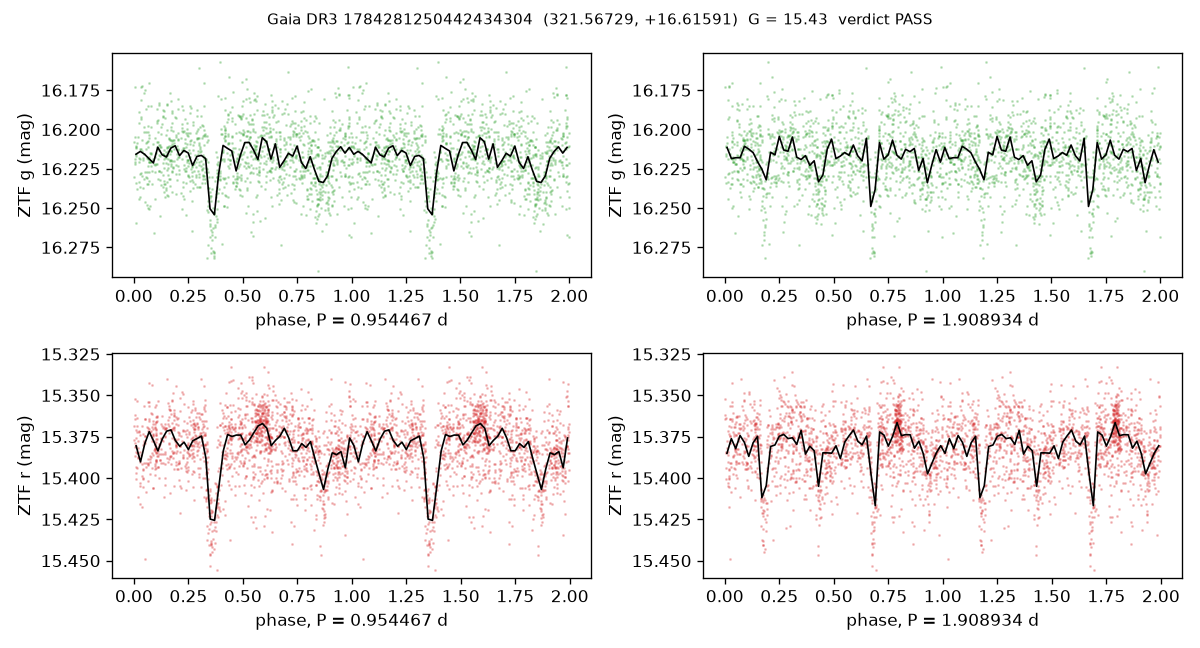 Gaia DR3 1784281250442434304 (321.56729, +16.61591) G = 15.43 verdict PASS
ZTF g (mag)
16.175
16.200
16.225
16.250
16.275
0.00 0.25 0.50 0.75 1.00 1.25 1.50 1.75 2.00
phase, P = 0.954467 d
ZTF g (mag)
16.175
16.200
16.225
16.250
16.275
0.00 0.25 0.50 0.75 1.00 1.25 1.50 1.75 2.00
phase, P = 1.908934 d
ZTF r (mag)
15.325
15.350
15.375
15.400
15.425
15.450
0.00 0.25 0.50 0.75 1.00 1.25 1.50 1.75 2.00
phase, P = 0.954467 d
ZTF r (mag)
15.325
15.350
15.375
15.400
15.425
15.450
0.00 0.25 0.50 0.75 1.00 1.25 1.50 1.75 2.00
phase, P = 1.908934 d